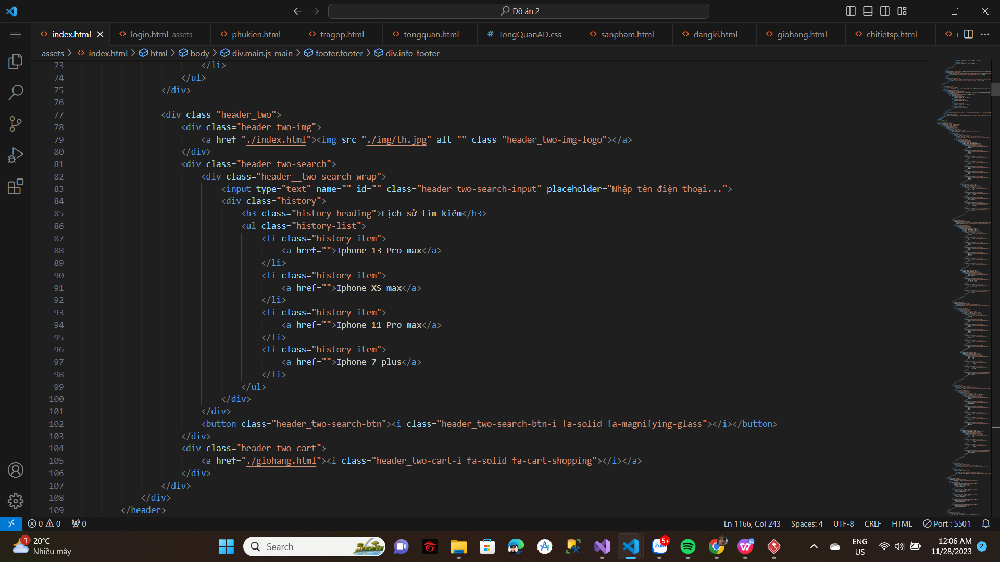 Đồ án 2
index.html
login.html assets
phukien.html
tragop.html
tongquan.html
# TongQuanAD.css
sanpham.html
dangki.html
giohang.html
chitietsp.html
assets > index.html > html > body > div.main.js-main > footer.footer > div.info-footer
73 </li>
74 </ul>
75 </div>
76
77 <div class="header_two">
78 <div class="header_two-img">
79 <a href="./index.html"><img src="./img/th.jpg" alt="" class="header_two-img-logo"></a>
80 </div>
81 <div class="header_two-search">
82 <div class="header__two-search-wrap">
83 <input type="text" name="" id="" class="header_two-search-input" placeholder="Nhập tên điện thoại...">
84 <div class="history">
85 <h3 class="history-heading">Lịch sử tìm kiếm</h3>
86 <ul class="history-list">
87 <li class="history-item">
88 <a href="">Iphone 13 Pro max</a>
89 </li>
90 <li class="history-item">
91 <a href="">Iphone XS max</a>
92 </li>
93 <li class="history-item">
94 <a href="">Iphone 11 Pro max</a>
95 </li>
96 <li class="history-item">
97 <a href="">Iphone 7 plus</a>
98 </li>
99 </ul>
100 </div>
101 </div>
102 <button class="header_two-search-btn"><i class="header_two-search-btn-i fa-solid fa-magnifying-glass"></i></button>
103 </div>
104 <div class="header_two-cart">
105 <a href="./giohang.html"><i class="header_two-cart-i fa-solid fa-cart-shopping"></i></a>
106 </div>
107 </div>
108 </div>
109 </header>
0 0 0
Ln 1166, Col 243
Spaces: 4
UTF-8
CRLF
HTML
Port : 5501
1
20°C
Nhiều mây
Search
Zalo
5+
ENG
US
12:06 AM
11/28/2023
2